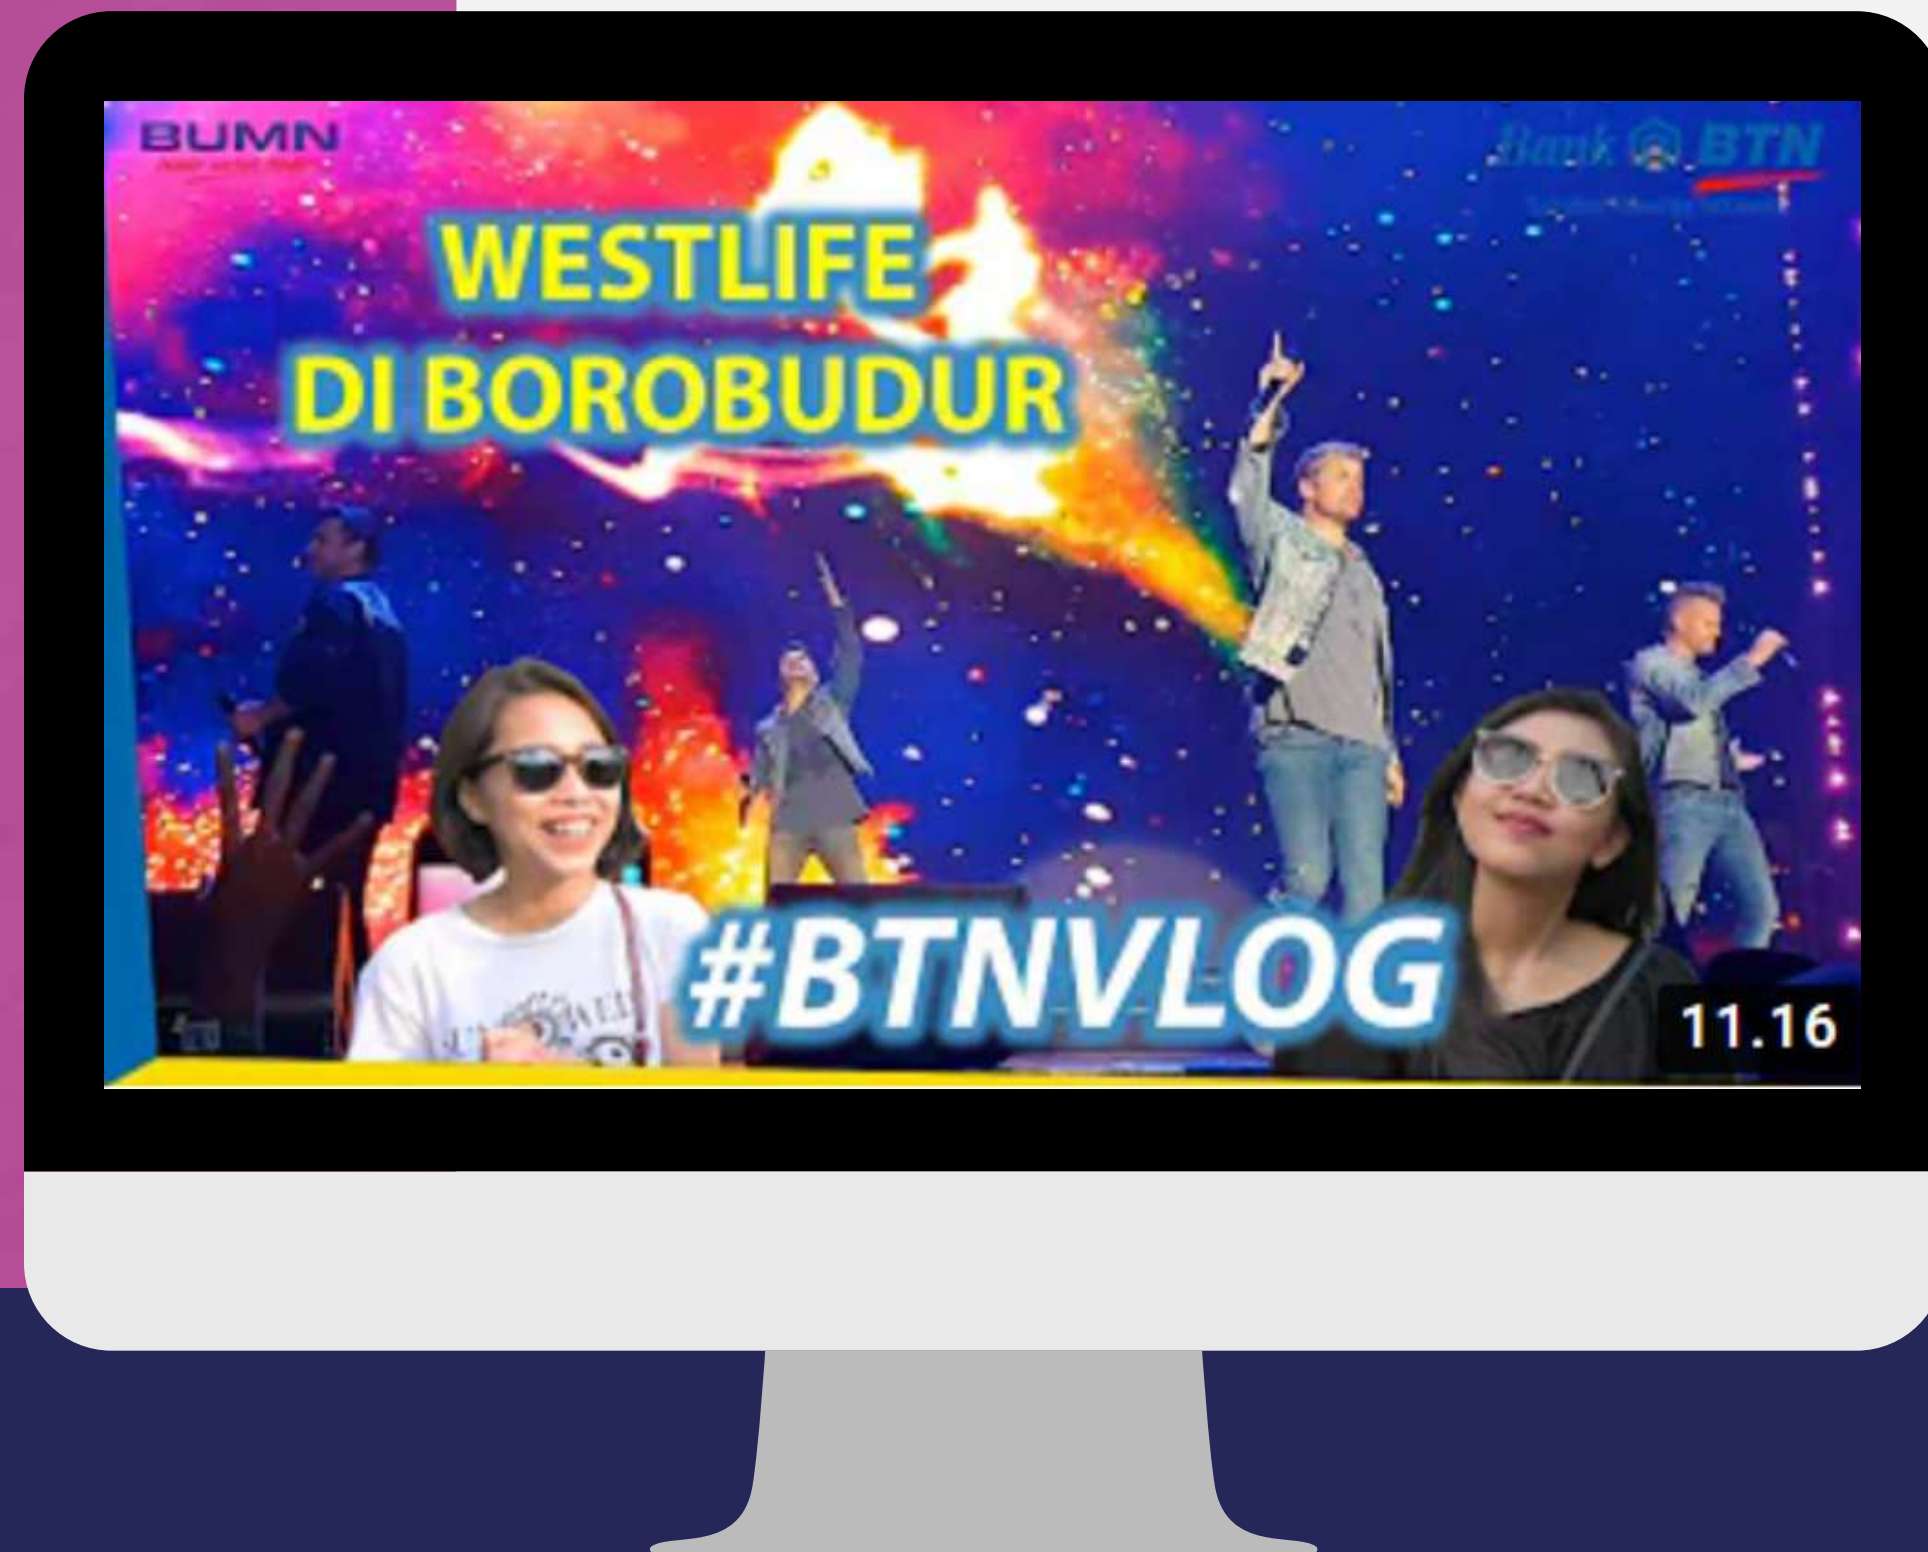 BUMN
Bank BTN
WESTLIFE
DI BOROBUDUR
#BTNVLOG
11.16